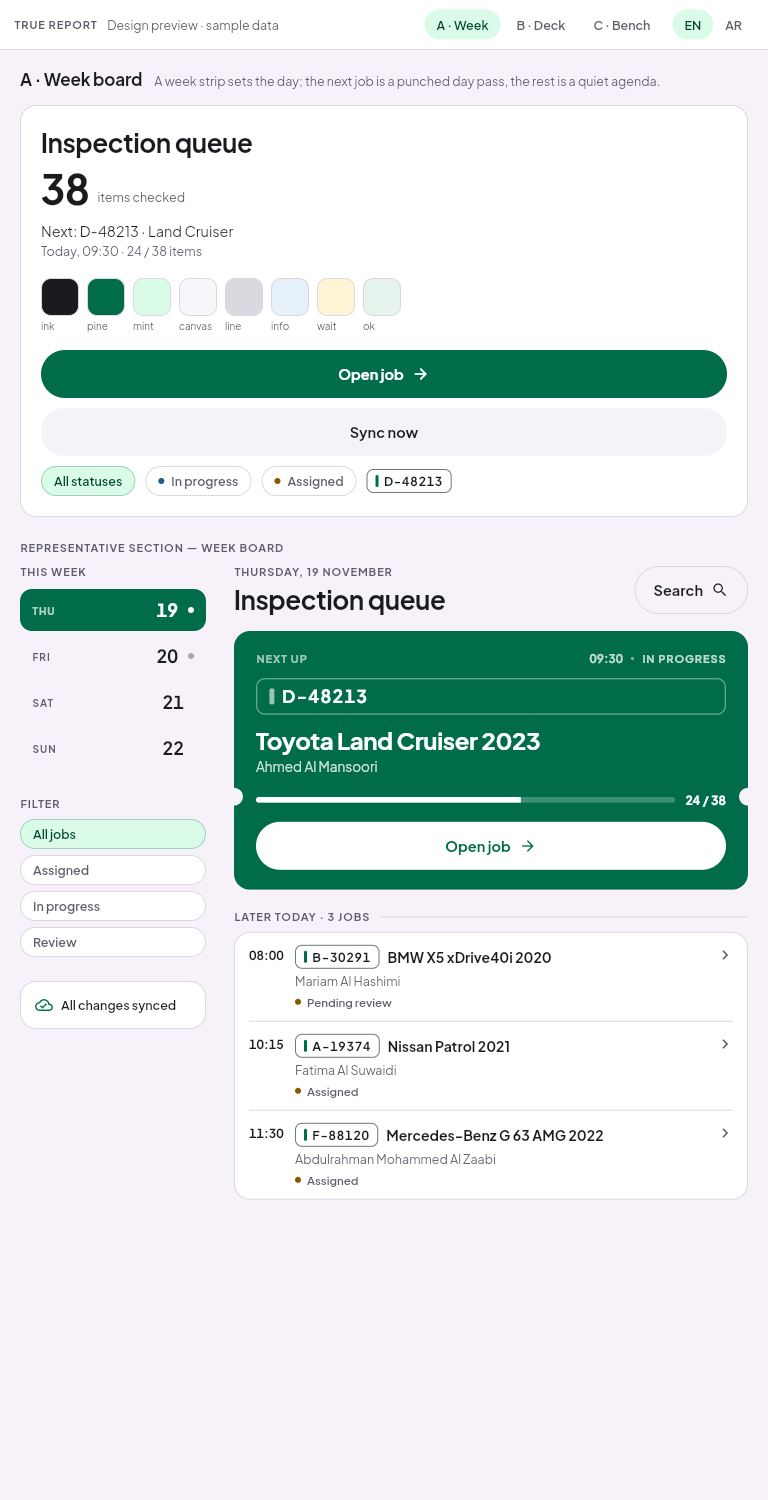 TRUE REPORT Design preview · sample data A · Week B · Deck C · Bench EN AR
A · Week board A week strip sets the day; the next job is a punched day pass, the rest is a quiet agenda.
Inspection queue
38 items checked
Next: D-48213 · Land Cruiser
Today, 09:30 · 24 / 38 items
ink pine mint canvas line info wait ok
Open job
Sync now
All statuses In progress Assigned D-48213
REPRESENTATIVE SECTION — WEEK BOARD
THIS WEEK
THU 19
FRI 20
SAT 21
SUN 22
FILTER
All jobs
Assigned
In progress
Review
All changes synced
THURSDAY, 19 NOVEMBER
Inspection queue
Search
NEXT UP 09:30 • IN PROGRESS
D-48213
Toyota Land Cruiser 2023
Ahmed Al Mansoori
24 / 38
Open job
LATER TODAY · 3 JOBS
08:00 B-30291 BMW X5 xDrive40i 2020
Mariam Al Hashimi
Pending review
10:15 A-19374 Nissan Patrol 2021
Fatima Al Suwaidi
Assigned
11:30 F-88120 Mercedes-Benz G 63 AMG 2022
Abdulrahman Mohammed Al Zaabi
Assigned